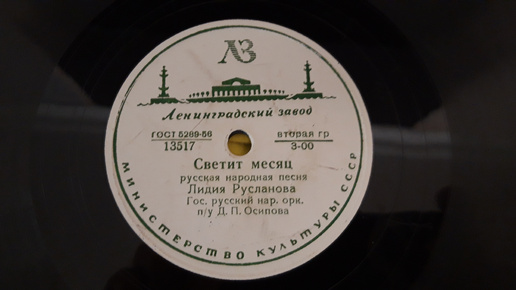 ЛЗ
Ленинградский завод
ГОСТ 5289-56
вторая гр
13517
3-00
Светит месяц
русская народная песня
Лидия Русланова
Гос. русский нар. орк.
п/у Д. П. Осипова
МИНИСТЕРСТВО КУЛЬТУРЫ СССР